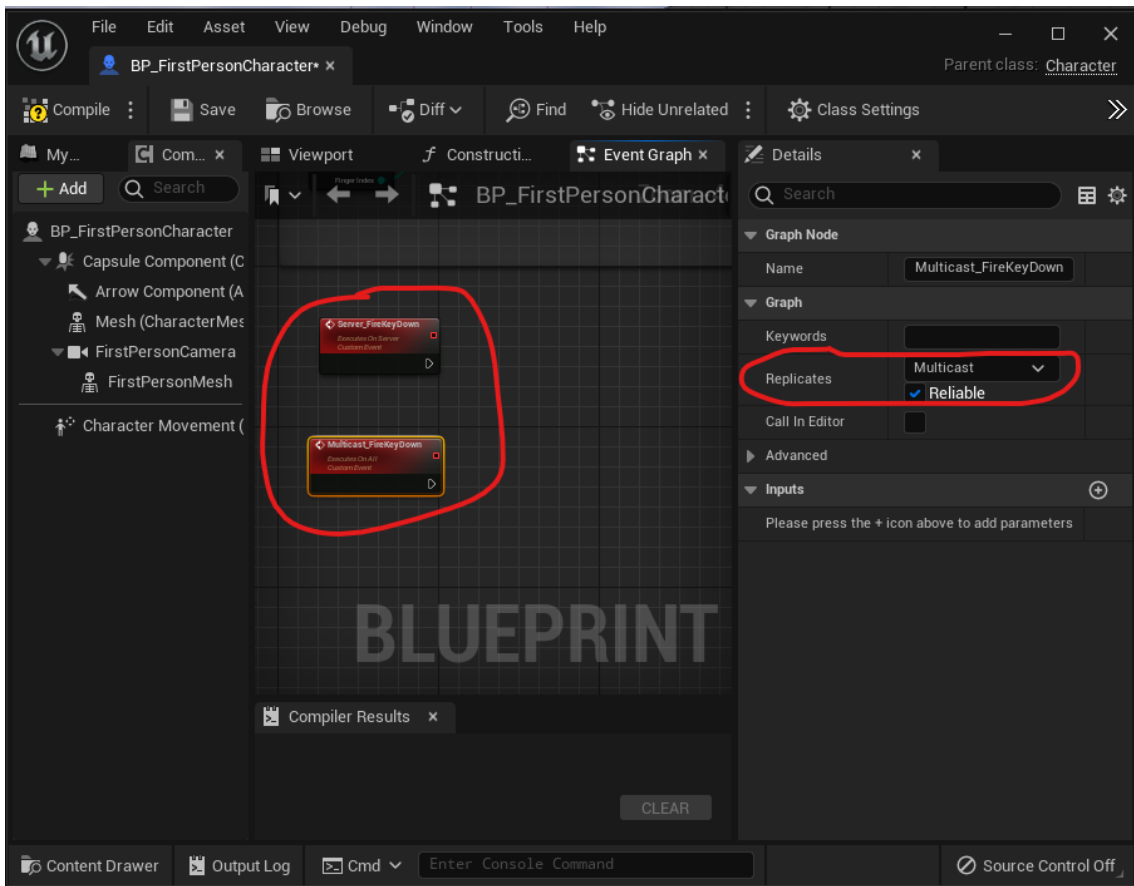 File Edit Asset View Debug Window Tools Help
BP_FirstPersonCharacter•
Parent class: Character
Compile Save Browse Diff Find Hide Unrelated Class Settings
My... Com... Viewport Constructi... Event Graph Details
Add Search BP_FirstPersonCharact Search
Finger Index
BP_FirstPersonCharacter
Capsule Component (C
Arrow Component (A
Mesh (CharacterMes
FirstPersonCamera
FirstPersonMesh
Character Movement (
Server_FireKeyDown
Executes On Server
Custom Event
Multicast_FireKeyDown
Executes On All
Custom Event
BLUEPRINT
Compiler Results
CLEAR
Graph Node
Name Multicast_FireKeyDown
Graph
Keywords
Replicates Multicast
Reliable
Call In Editor
Advanced
Inputs
Please press the + icon above to add parameters
Content Drawer Output Log Cmd Enter Console Command Source Control Off